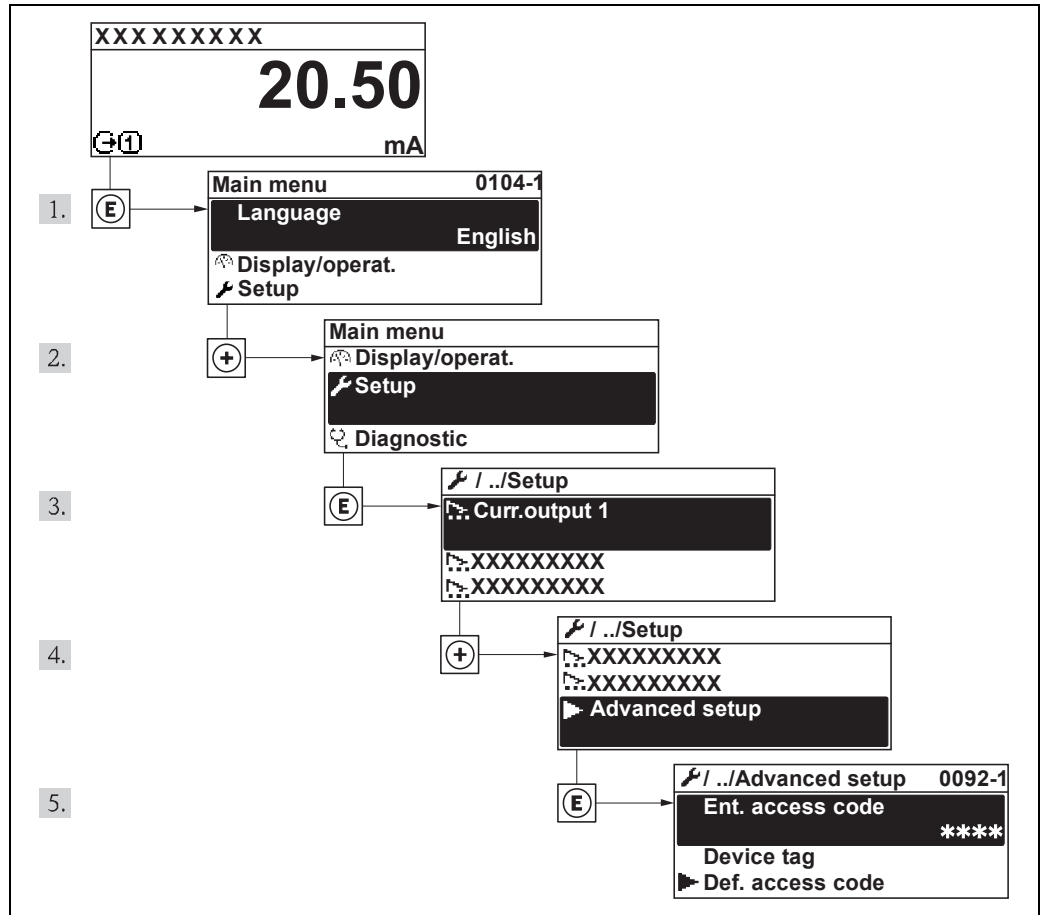 XXXXXXXXX
20.50
1
mA
1.
E
Main menu 0104-1
Language
English
Display/operat.
Setup
2.
+
Main menu
Display/operat.
Setup
Diagnostic
3.
E
/ ../Setup
Curr.output 1
XXXXXXXXX
XXXXXXXXX
4.
+
/ ../Setup
XXXXXXXXX
XXXXXXXXX
Advanced setup
5.
E
/ ../Advanced setup 0092-1
Ent. access code
****
Device tag
Def. access code